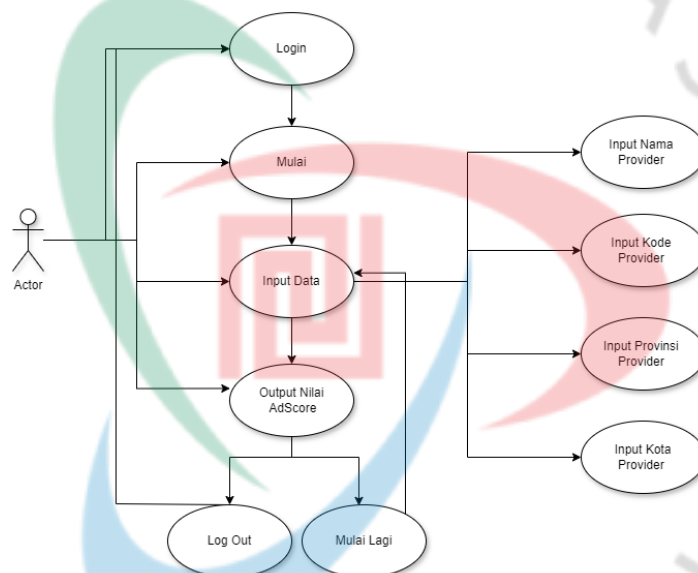 Login
Mulai
Input Data
Output Nilai
AdScore
Log Out
Mulai Lagi
Actor
Input Nama
Provider
Input Kode
Provider
Input Provinsi
Provider
Input Kota
Provider